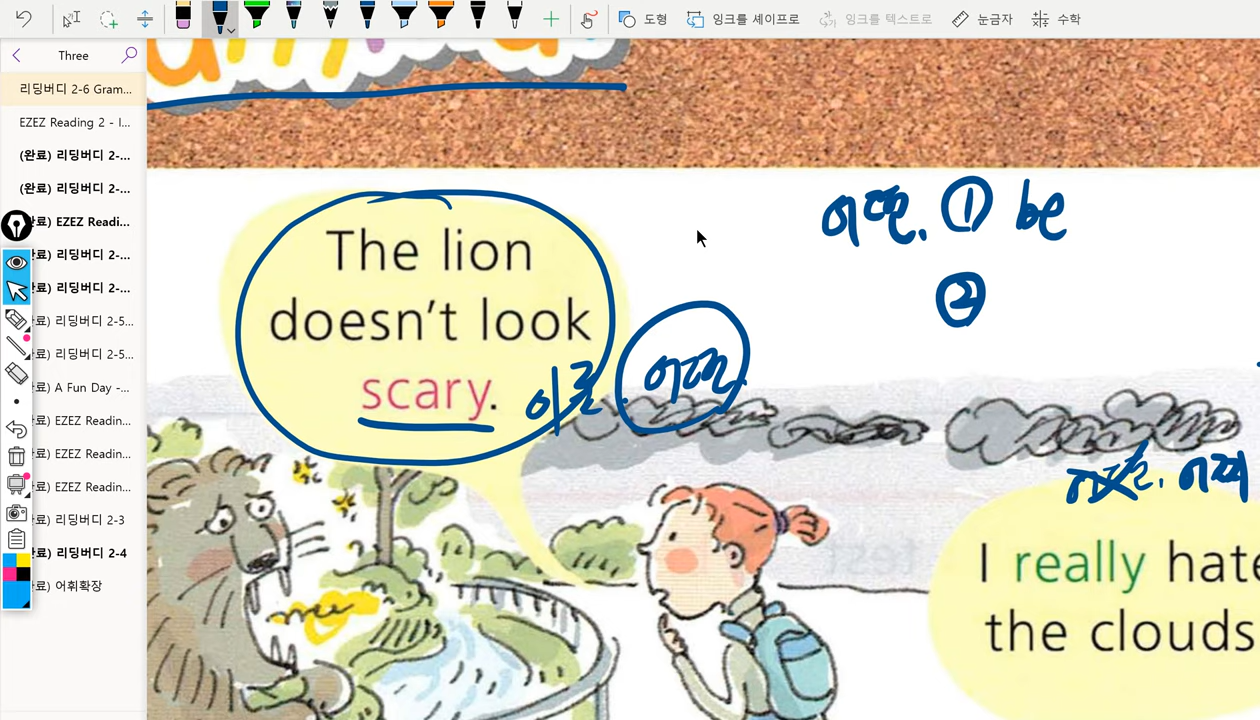 도형
잉크를 셰이프로
잉크를 텍스트로
눈금자
수학
Three
리딩버디 2-6 Gram...
EZEZ Reading 2 - I...
(완료) 리딩버디 2-...
(완료) 리딩버디 2-...
료) EZEZ Readi...
료) 리딩버디 2-...
료) 리딩버디 2-...
료) 리딩버디 2-5...
료) 리딩버디 2-5...
료) A Fun Day -...
료) EZEZ Readin...
료) EZEZ Readin...
료) EZEZ Readin...
료) 리딩버디 2-3
료) 리딩버디 2-4
료) 어휘확장
어떤. ① be
②
The lion
doesn't look
scary.
어떤
I really hate
the clouds